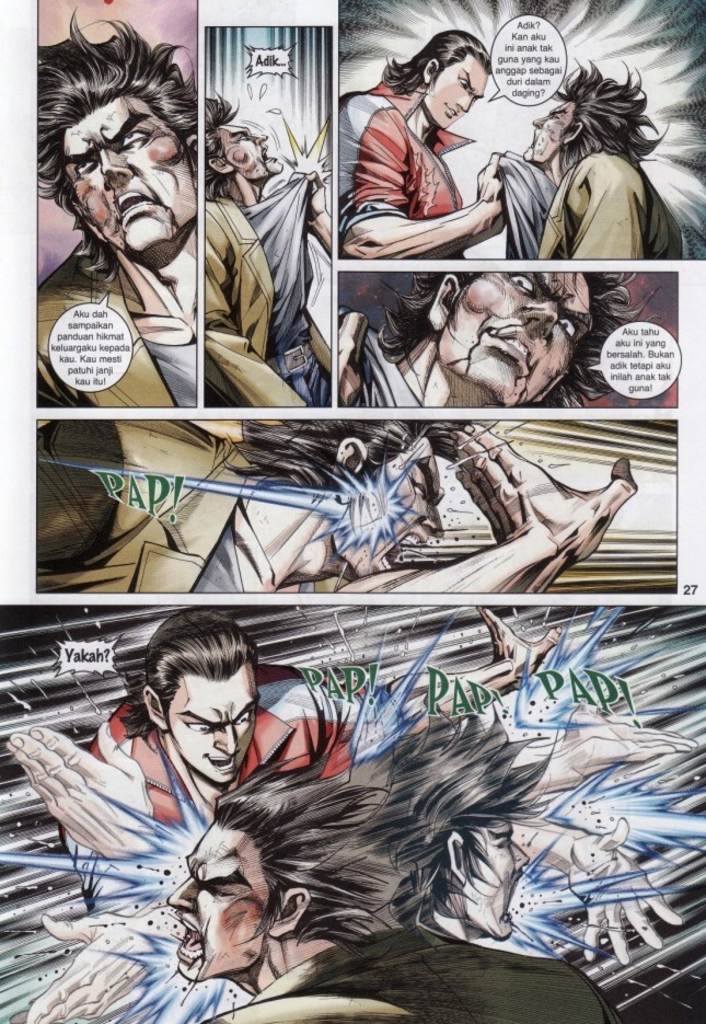 Aku dah
sampaikan
panduan hikmat
keluargaku kepada
kau. Kau mesti
patuhi janji
kau itu!
Adik...
Adik?
Kan aku
ini anak tak
guna yang kau
anggap sebagai
duri dalam
daging?
Aku tahu
aku ini yang
bersalah. Bukan
adik tetapi aku
inilah anak tak
guna!
PAP!
27
Yakah?
PAP!
PAP!
PAP!